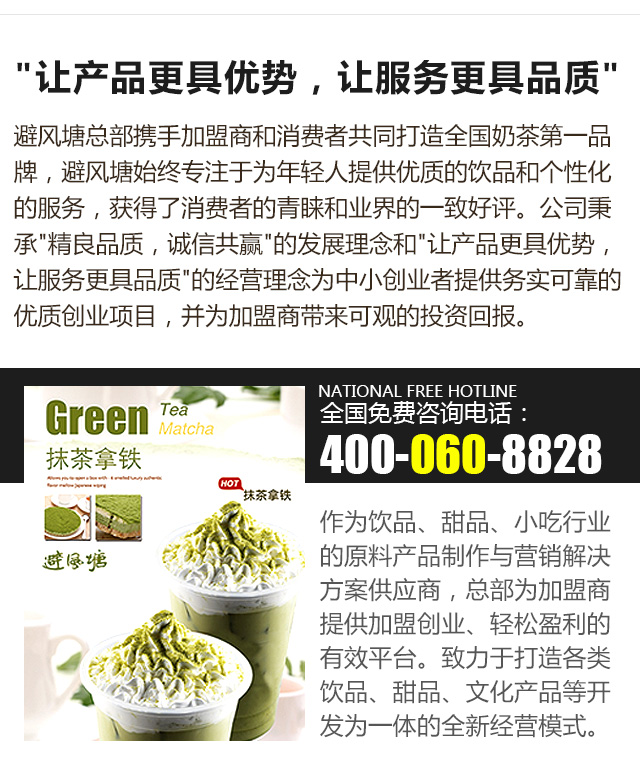 "让产品更具优势，让服务更具品质"
避风塘总部携手加盟商和消费者共同打造全国奶茶第一品
牌，避风塘始终专注于为年轻人提供优质的饮品和个性化
的服务，获得了消费者的青睐和业界的一致好评。公司秉
承"精良品质，诚信共赢"的发展理念和"让产品更具优势，
让服务更具品质"的经营理念为中小创业者提供务实可靠的
优质创业项目，并为加盟商带来可观的投资回报。
NATIONAL FREE HOTLINE
全国免费咨询电话：
400-060-8828
Green Tea
Matcha
抹茶拿铁
Allows you to open a box with : A smelled luxury authentic
flavor mellow Japanese wiping
HOT
抹茶拿铁
避风塘
作为饮品、甜品、小吃行业
的原料产品制作与营销解决
方案供应商，总部为加盟商
提供加盟创业、轻松盈利的
有效平台。致力于打造各类
饮品、甜品、文化产品等开
发为一体的全新经营模式。